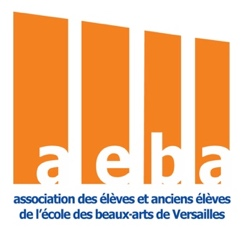 aeba
association des élèves et anciens élèves
de l'école des beaux-arts de Versailles